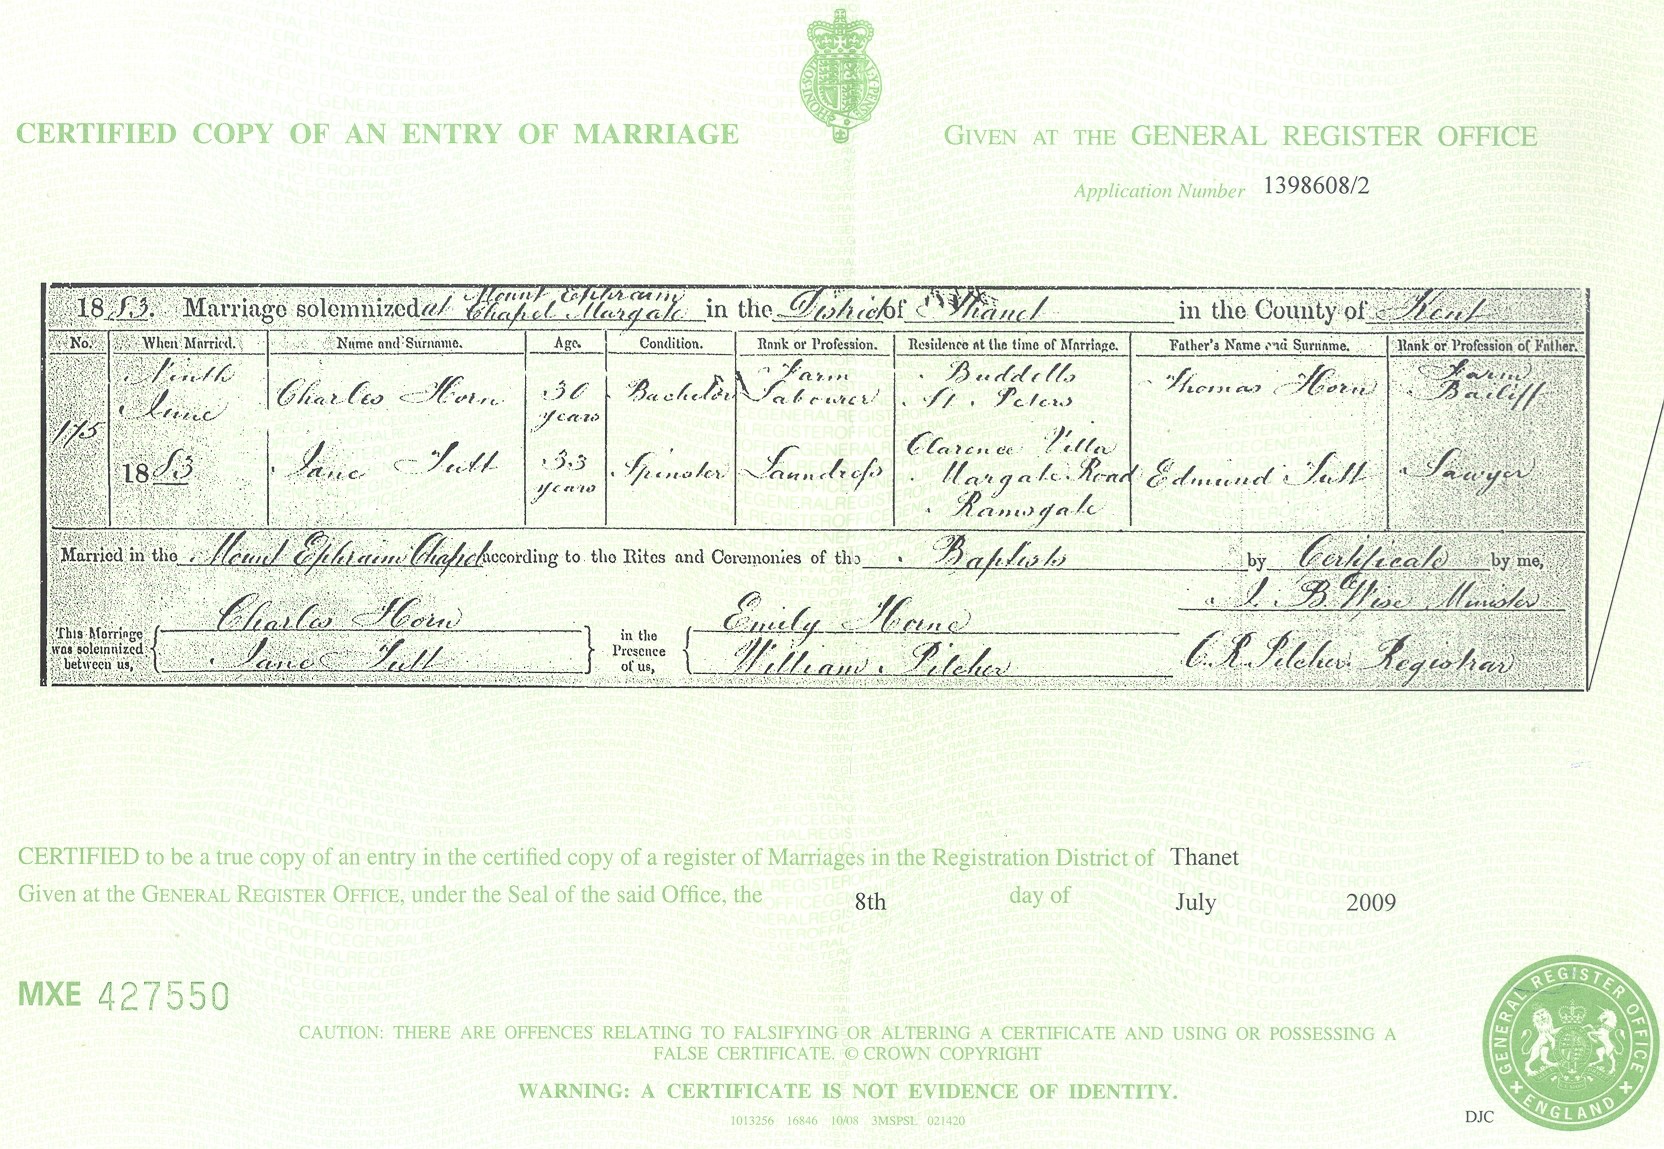 CERTIFIED COPY OF AN ENTRY OF MARRIAGE
GIVEN AT THE GENERAL REGISTER OFFICE
Application Number 1398608/2
1883. Marriage solemnized at Mount Ephraim Chapel Margate in the District of Thanet in the County of Kent
No. When Married. Name and Surname. Age. Condition. Rank or Profession. Residence at the time of Marriage. Father's Name and Surname. Rank or Profession of Father.
175 Ninth June 1883
Charles Horn 30 years Bachelor Farm Labourer Buddells St. Peters Thomas Horn Farm Bailiff
Jane Tutt 33 years Spinster Laundress Clarence Villa Margate Road Ramsgate Edmund Tutt Sawyer
Married in the Mount Ephraim Chapel according to the Rites and Ceremonies of the Baptists by Certificate by me,
J. B. Wise Minister
This Marriage was solemnized between us, Charles Horn Jane Tutt in the Presence of us, Emily Horne William Pilcher
C. R. Pilcher Registrar
CERTIFIED to be a true copy of an entry in the certified copy of a register of Marriages in the Registration District of Thanet
Given at the GENERAL REGISTER OFFICE, under the Seal of the said Office, the 8th day of July 2009
MXE 427550
CAUTION: THERE ARE OFFENCES RELATING TO FALSIFYING OR ALTERING A CERTIFICATE AND USING OR POSSESSING A
FALSE CERTIFICATE. © CROWN COPYRIGHT
WARNING: A CERTIFICATE IS NOT EVIDENCE OF IDENTITY.
1013256 16846 10/08 3MSPSL 021420
DJC
GENERAL REGISTER OFFICE
ENGLAND